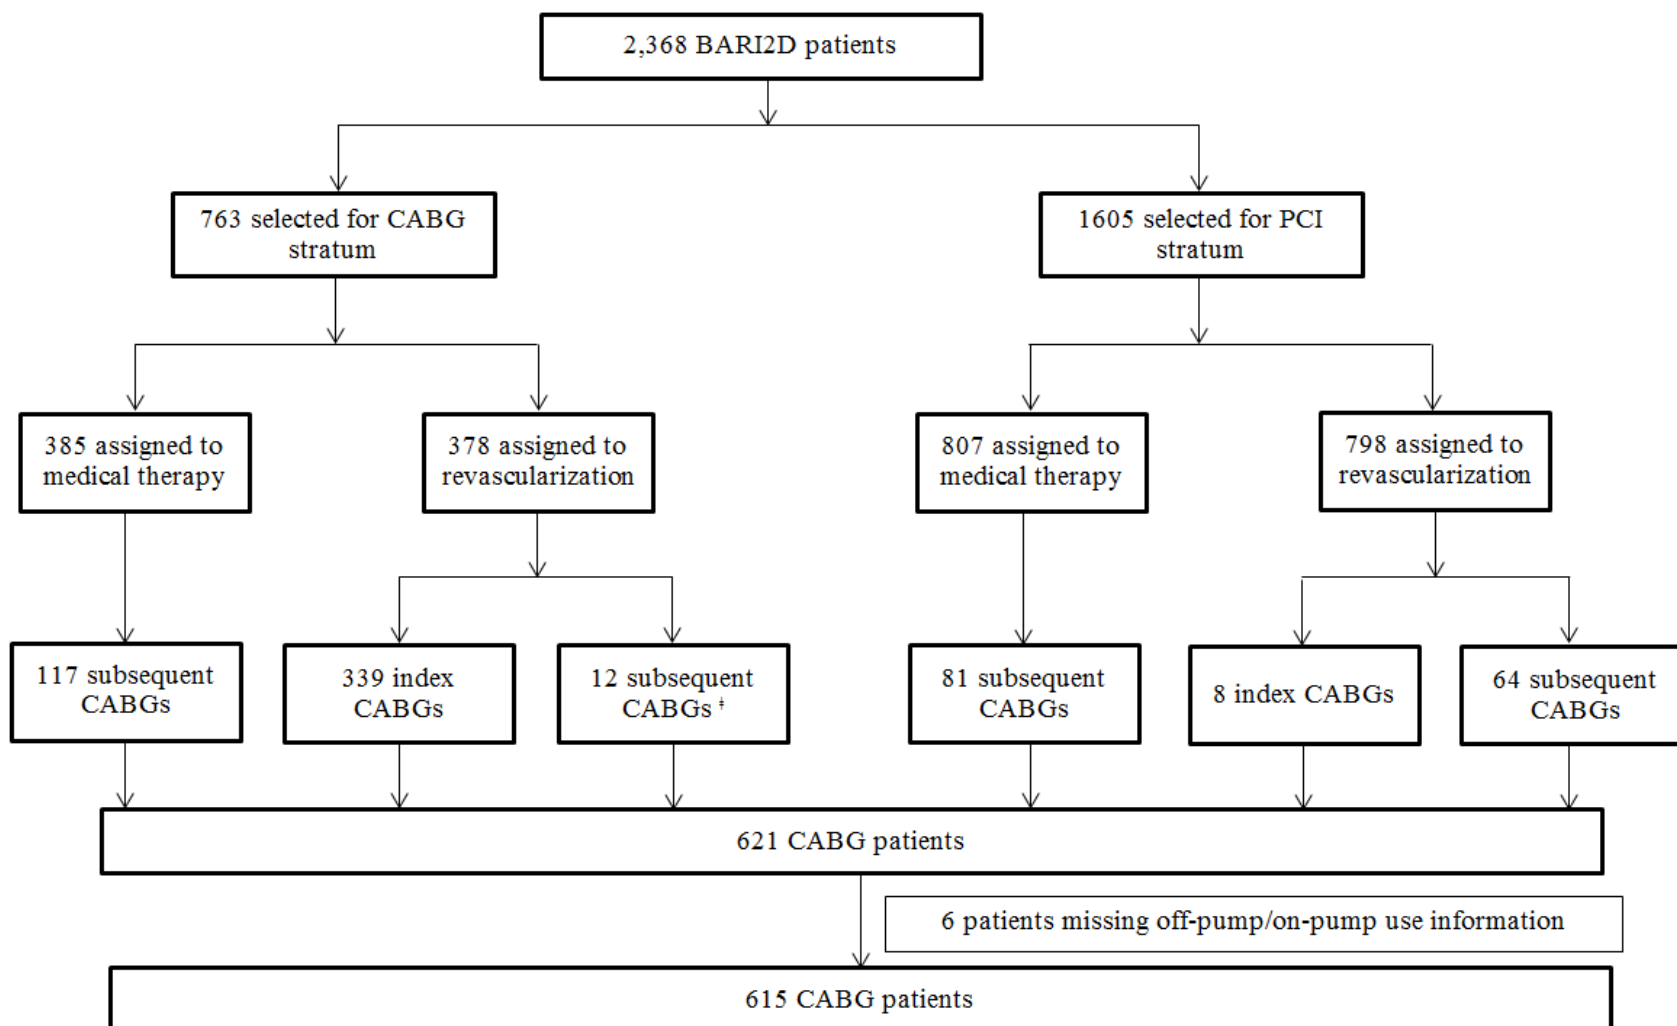 2,368 BARI2D patients
763 selected for CABG
stratum
1605 selected for PCI
stratum
385 assigned to
medical therapy
378 assigned to
revascularization
807 assigned to
medical therapy
798 assigned to
revascularization
117 subsequent
CABGs
339 index
CABGs
12 subsequent
CABGs ‡
81 subsequent
CABGs
8 index CABGs
64 subsequent
CABGs
621 CABG patients
6 patients missing off-pump/on-pump use information
615 CABG patients